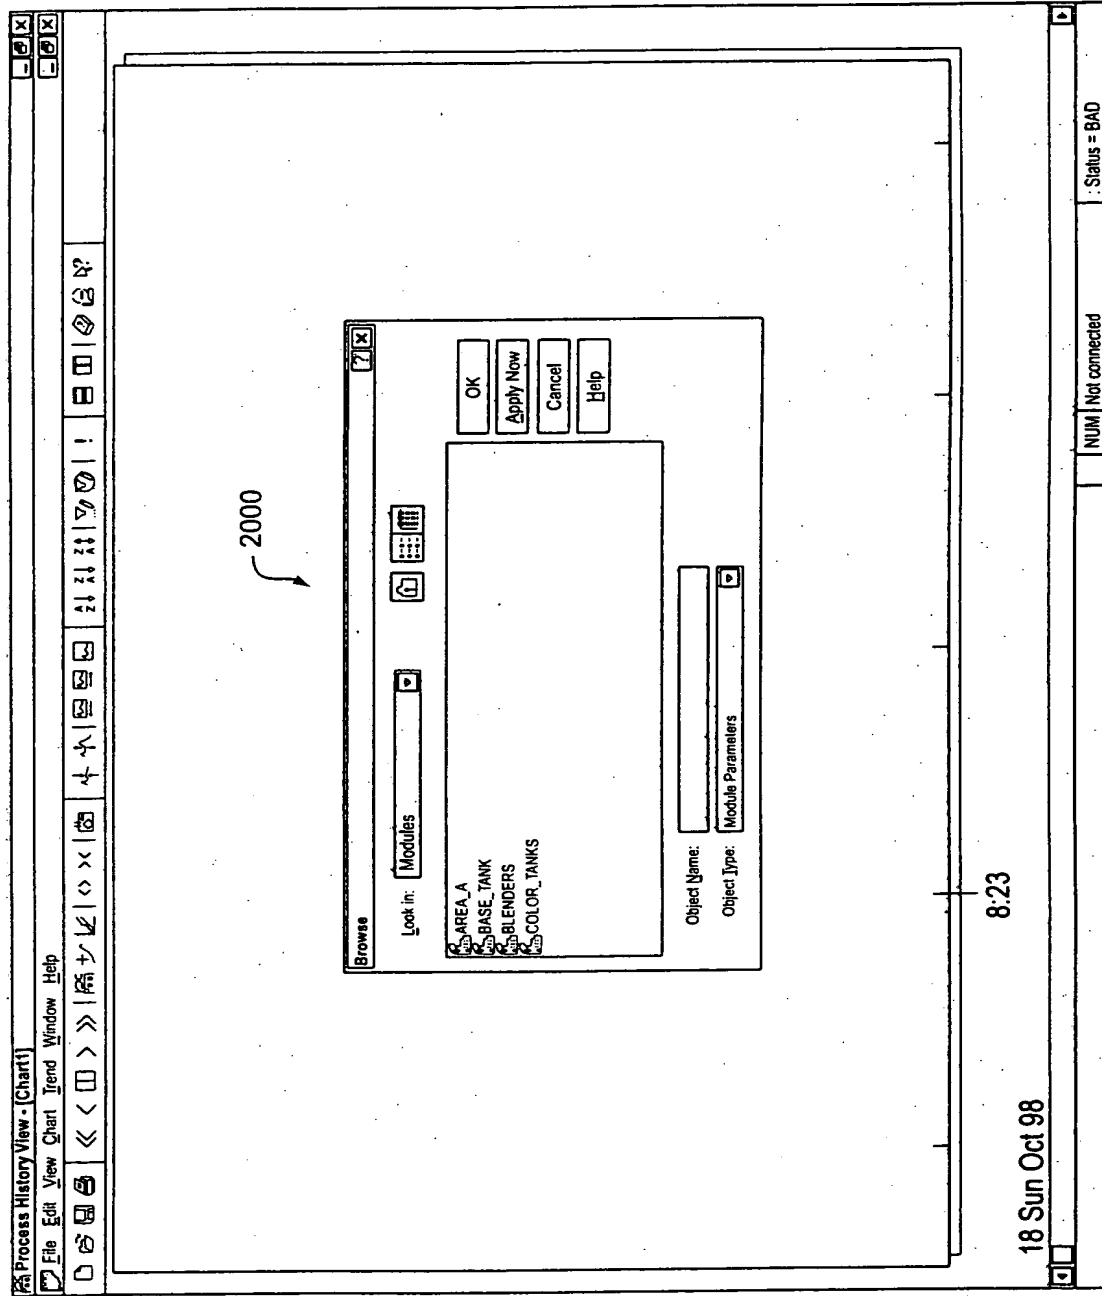 Process History View - [Chart1]
File Edit View Chart Trend Window Help
2000
Browse
Look in: Modules
AREA_A
BASE_TANK
BLENDERS
COLOR_TANKS
OK
Apply Now
Cancel
Help
Object Name:
Object Type: Module Parameters
8:23
18 Sun Oct 98
NUM Not connected : Status = BAD